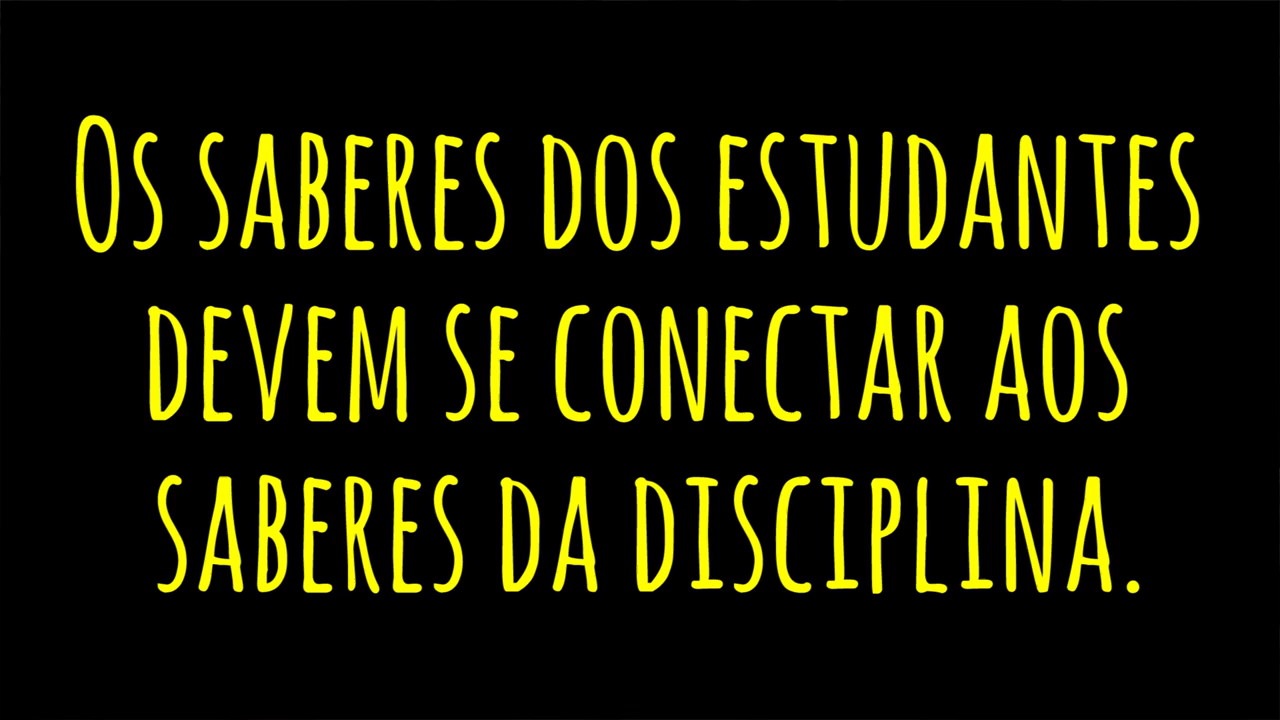 Os saberes dos estudantes
devem se conectar aos
saberes da disciplina.